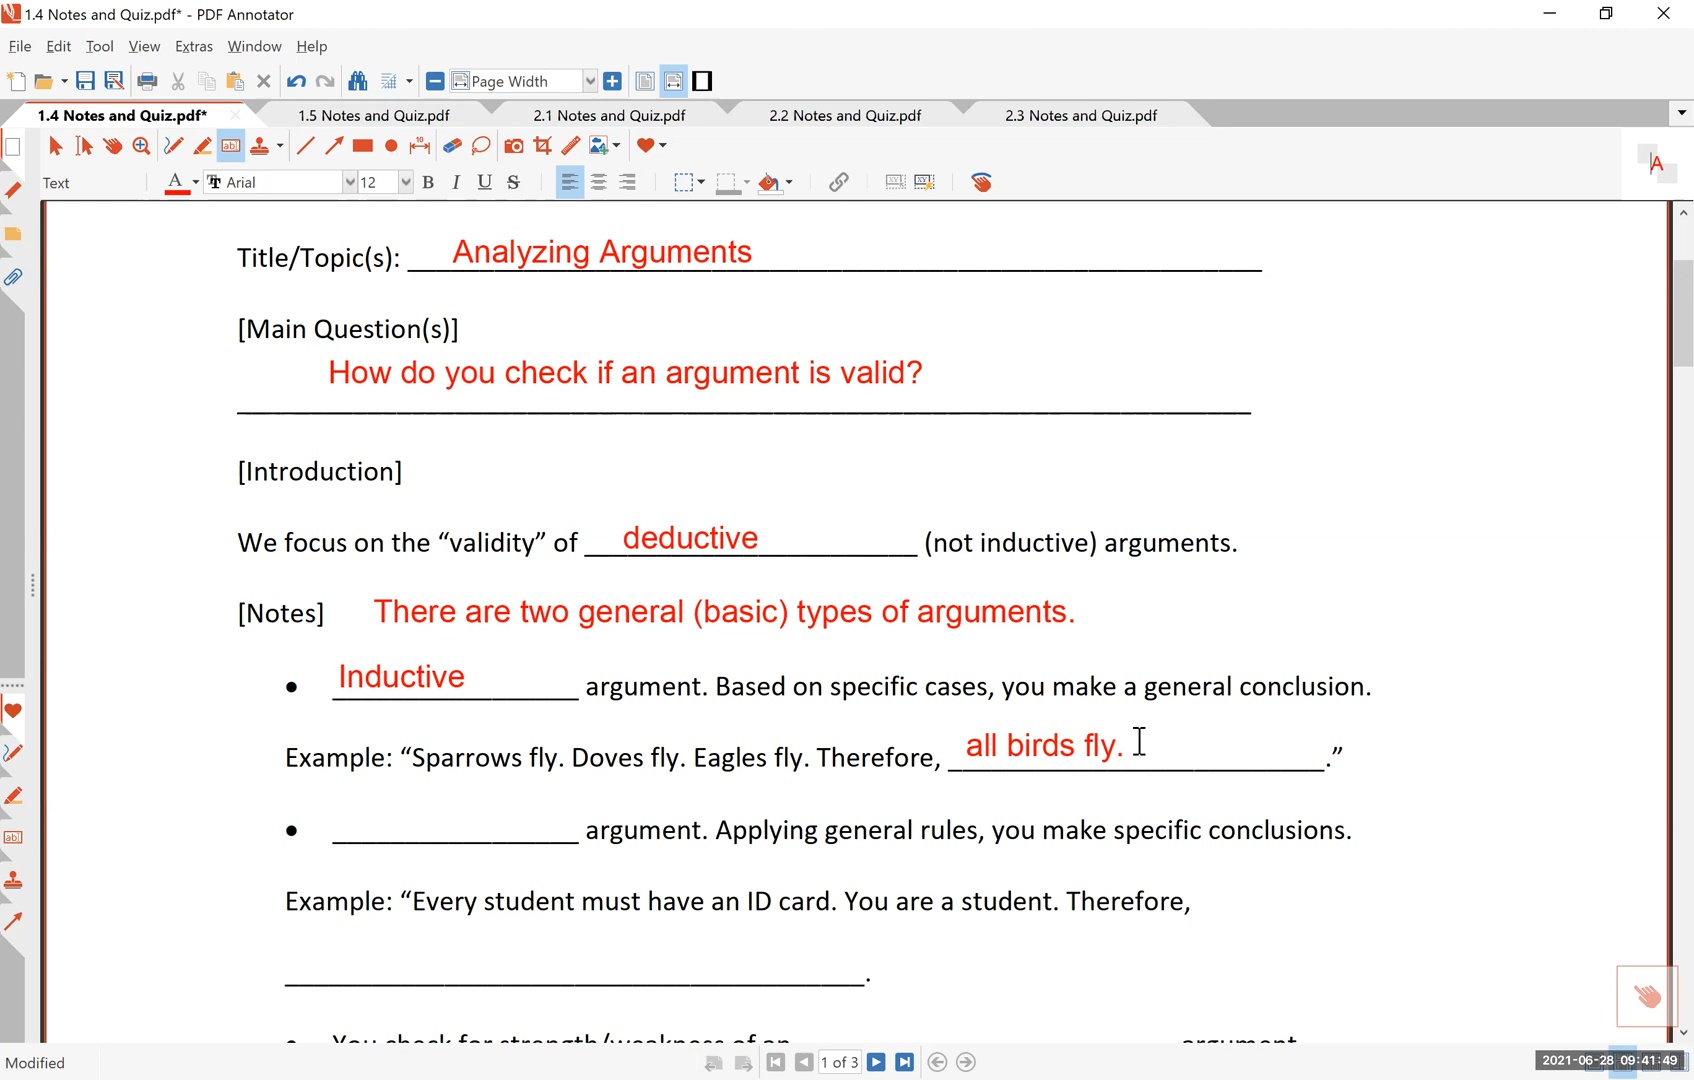 1.4 Notes and Quiz.pdf* - PDF Annotator
File Edit Tool View Extras Window Help
Page Width
1.4 Notes and Quiz.pdf* 1.5 Notes and Quiz.pdf 2.1 Notes and Quiz.pdf 2.2 Notes and Quiz.pdf 2.3 Notes and Quiz.pdf
Text A Arial 12 B I U S
Title/Topic(s): Analyzing Arguments
[Main Question(s)]
How do you check if an argument is valid?
[Introduction]
We focus on the “validity” of deductive (not inductive) arguments.
[Notes] There are two general (basic) types of arguments.
• Inductive argument. Based on specific cases, you make a general conclusion.
Example: “Sparrows fly. Doves fly. Eagles fly. Therefore, all birds fly. .”
• ________________ argument. Applying general rules, you make specific conclusions.
Example: “Every student must have an ID card. You are a student. Therefore,
________________________________________.
Modified 1 of 3 2021-06-28 09:41:49